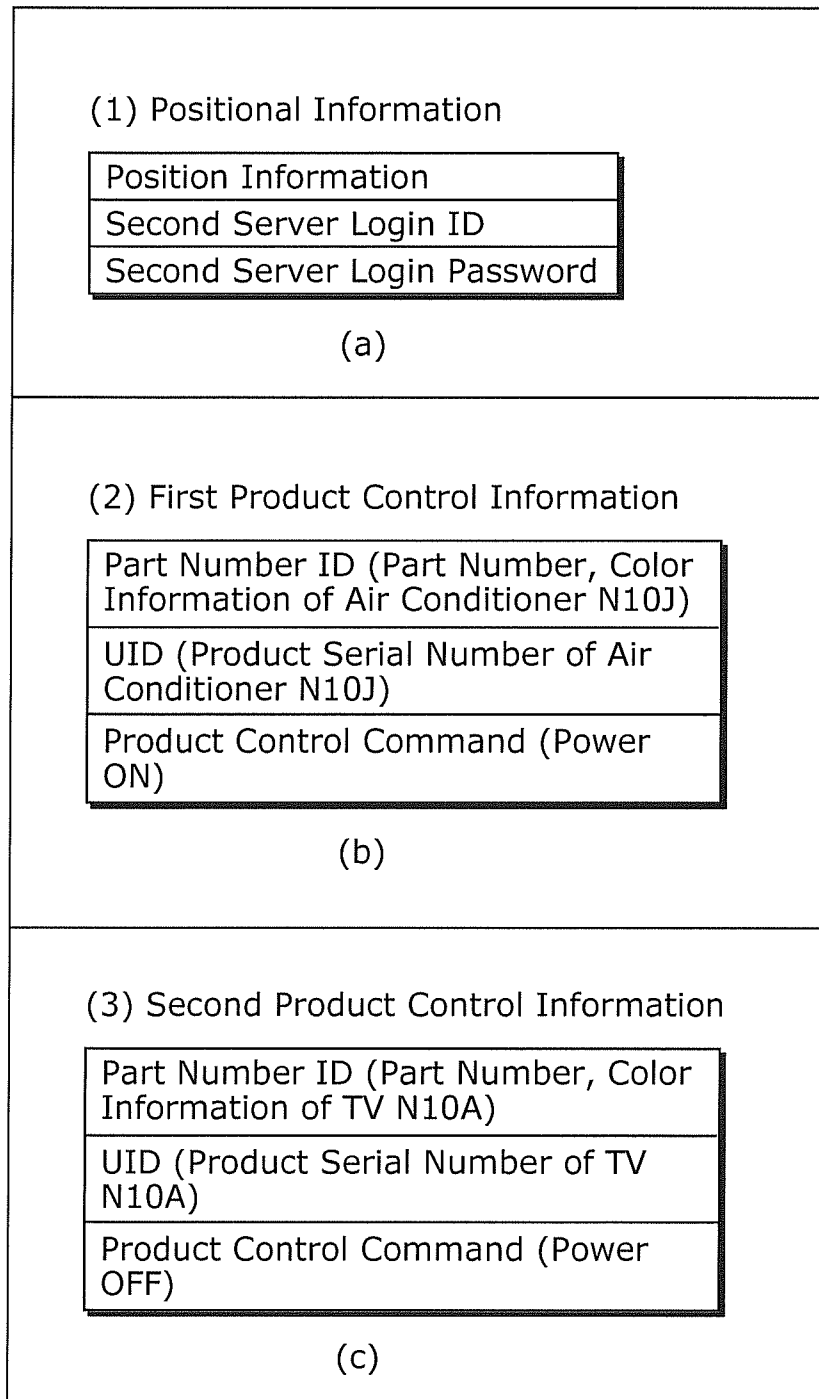 (1) Positional Information
Position Information
Second Server Login ID
Second Server Login Password
(a)
(2) First Product Control Information
Part Number ID (Part Number, Color
Information of Air Conditioner N10J)
UID (Product Serial Number of Air
Conditioner N10J)
Product Control Command (Power
ON)
(b)
(3) Second Product Control Information
Part Number ID (Part Number, Color
Information of TV N10A)
UID (Product Serial Number of TV
N10A)
Product Control Command (Power
OFF)
(c)